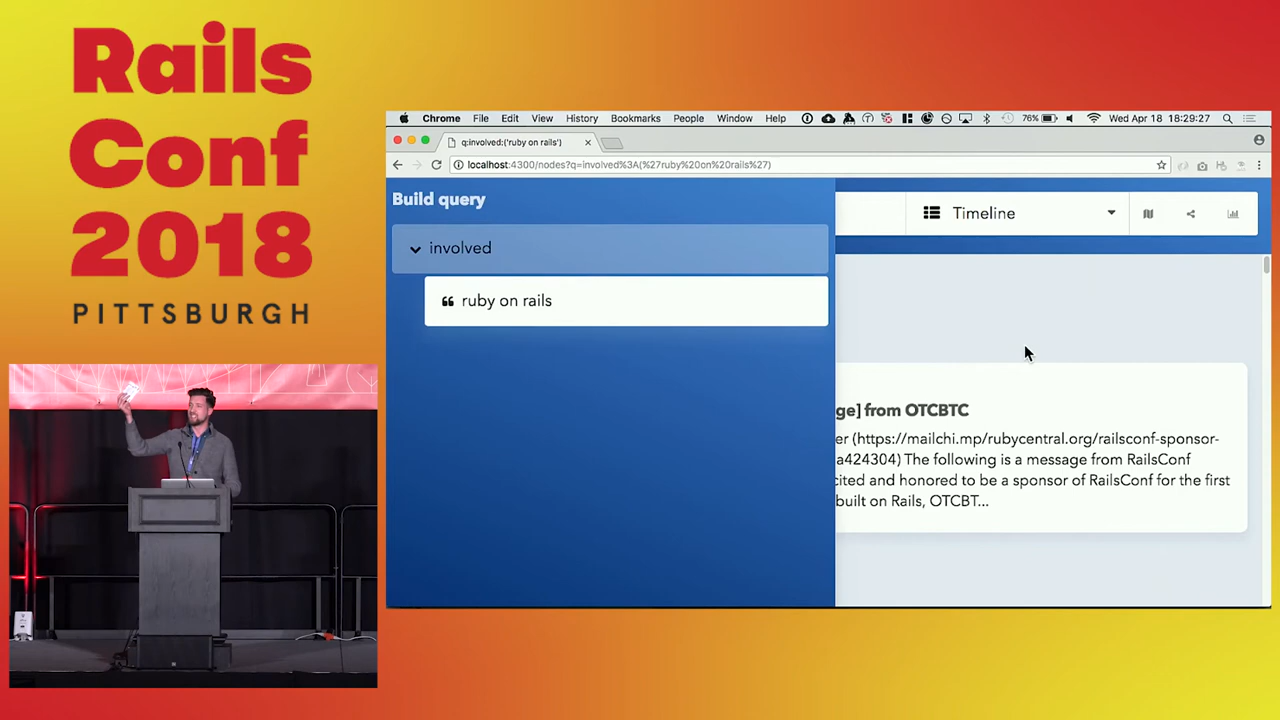 Rails
Conf
2018
PITTSBURGH
Chrome File Edit View History Bookmarks People Window Help 76% Wed Apr 18 18:29:27
q:involved:('ruby on rails')
localhost:4300/nodes?q=involved%3A(%27ruby%20on%20rails%27)
Build query
Timeline
involved
ruby on rails
ge] from OTCBTC
er (https://mailchi.mp/rubycentral.org/railsconf-sponsor-
a424304) The following is a message from RailsConf
cited and honored to be a sponsor of RailsConf for the first
built on Rails, OTCBT...